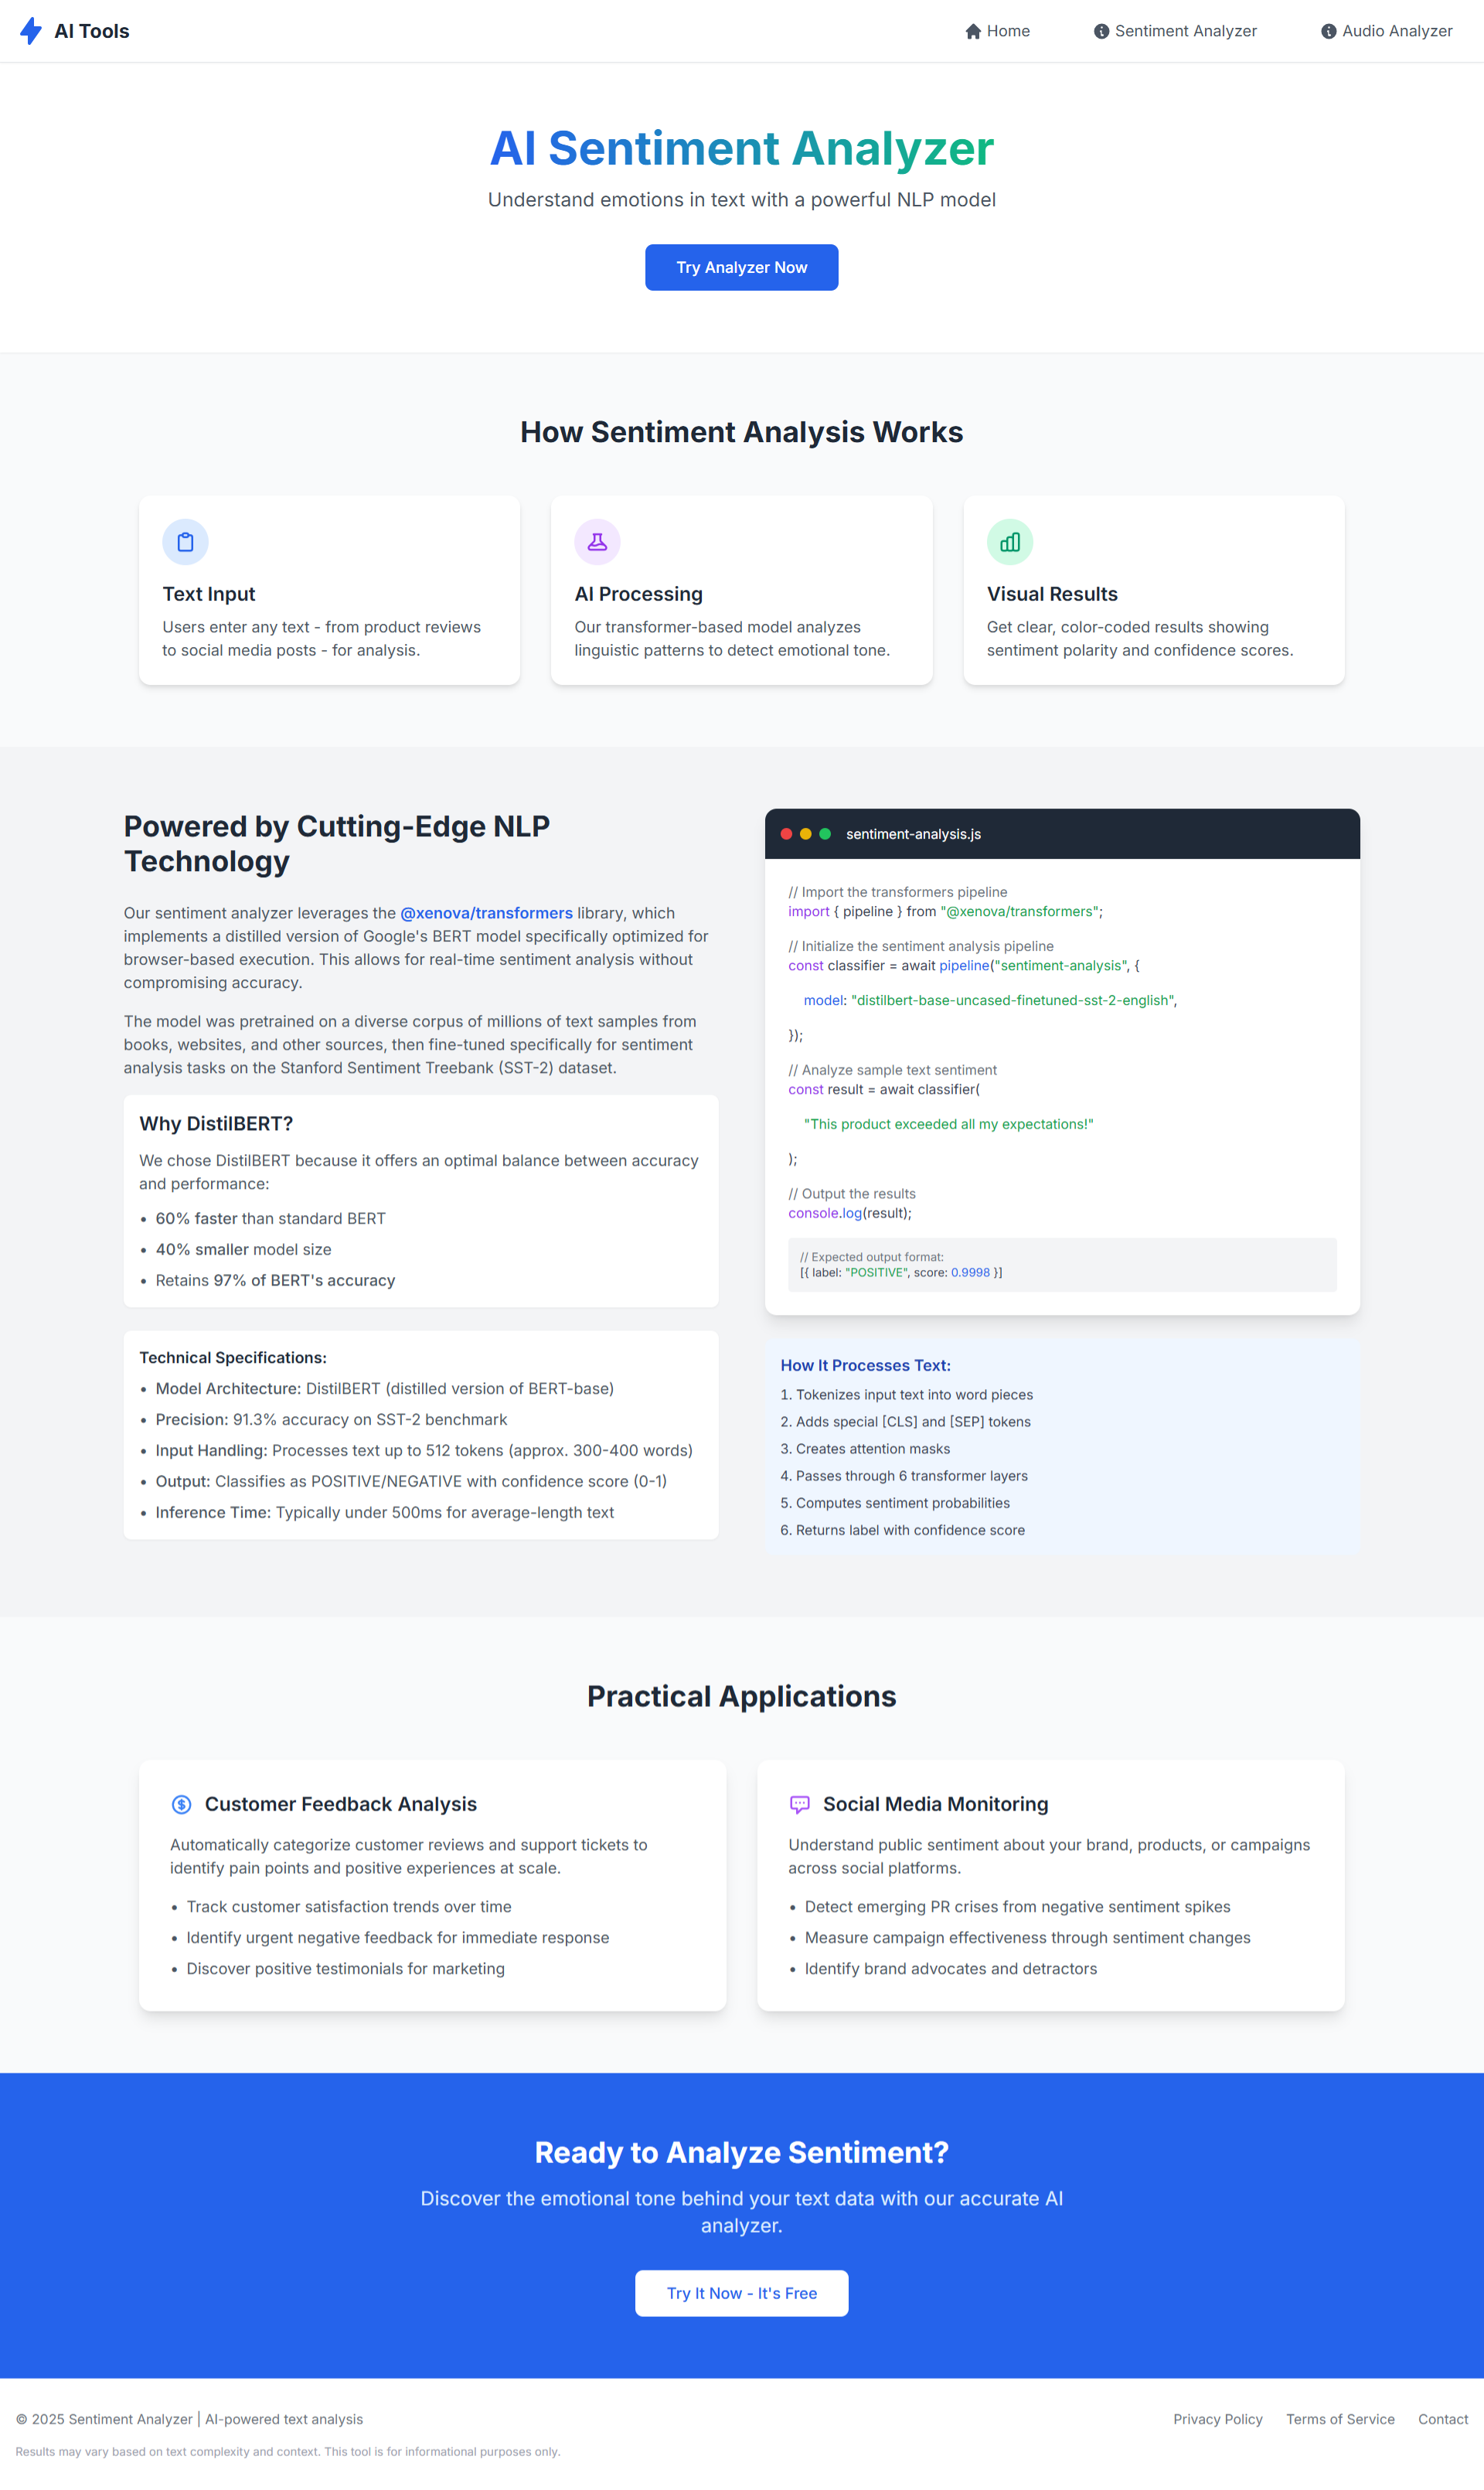 AI Tools
Home
Sentiment Analyzer
Audio Analyzer
AI Sentiment Analyzer
Understand emotions in text with a powerful NLP model
Try Analyzer Now
How Sentiment Analysis Works
Text Input
Users enter any text - from product reviews
to social media posts - for analysis.
AI Processing
Our transformer-based model analyzes
linguistic patterns to detect emotional tone.
Visual Results
Get clear, color-coded results showing
sentiment polarity and confidence scores.
Powered by Cutting-Edge NLP
Technology
Our sentiment analyzer leverages the @xenova/transformers library, which
implements a distilled version of Google's BERT model specifically optimized for
browser-based execution. This allows for real-time sentiment analysis without
compromising accuracy.
The model was pretrained on a diverse corpus of millions of text samples from
books, websites, and other sources, then fine-tuned specifically for sentiment
analysis tasks on the Stanford Sentiment Treebank (SST-2) dataset.
Why DistilBERT?
We chose DistilBERT because it offers an optimal balance between accuracy
and performance:
• 60% faster than standard BERT
• 40% smaller model size
• Retains 97% of BERT's accuracy
Technical Specifications:
• Model Architecture: DistilBERT (distilled version of BERT-base)
• Precision: 91.3% accuracy on SST-2 benchmark
• Input Handling: Processes text up to 512 tokens (approx. 300-400 words)
• Output: Classifies as POSITIVE/NEGATIVE with confidence score (0-1)
• Inference Time: Typically under 500ms for average-length text
sentiment-analysis.js
// Import the transformers pipeline
import { pipeline } from "@xenova/transformers";
// Initialize the sentiment analysis pipeline
const classifier = await pipeline("sentiment-analysis", {
model: "distilbert-base-uncased-finetuned-sst-2-english",
});
// Analyze sample text sentiment
const result = await classifier(
"This product exceeded all my expectations!"
);
// Output the results
console.log(result);
// Expected output format:
[{ label: "POSITIVE", score: 0.9998 }]
How It Processes Text:
1. Tokenizes input text into word pieces
2. Adds special [CLS] and [SEP] tokens
3. Creates attention masks
4. Passes through 6 transformer layers
5. Computes sentiment probabilities
6. Returns label with confidence score
Practical Applications
Customer Feedback Analysis
Automatically categorize customer reviews and support tickets to
identify pain points and positive experiences at scale.
• Track customer satisfaction trends over time
• Identify urgent negative feedback for immediate response
• Discover positive testimonials for marketing
Social Media Monitoring
Understand public sentiment about your brand, products, or campaigns
across social platforms.
• Detect emerging PR crises from negative sentiment spikes
• Measure campaign effectiveness through sentiment changes
• Identify brand advocates and detractors
Ready to Analyze Sentiment?
Discover the emotional tone behind your text data with our accurate AI
analyzer.
Try It Now - It's Free
© 2025 Sentiment Analyzer | AI-powered text analysis
Privacy Policy
Terms of Service
Contact
Results may vary based on text complexity and context. This tool is for informational purposes only.